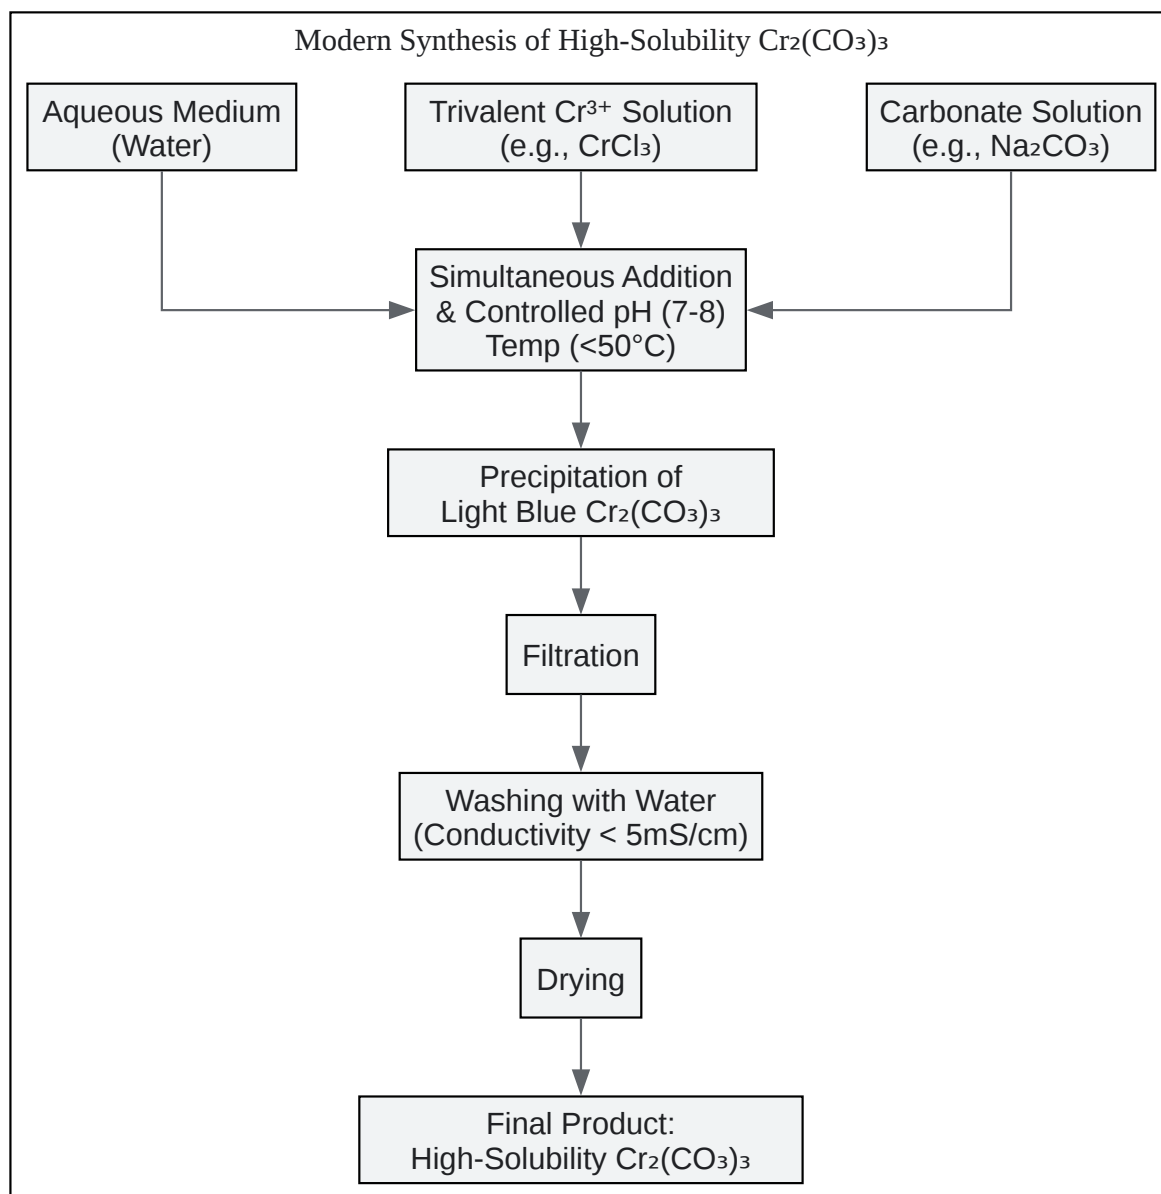 Modern Synthesis of High-Solubility Cr₂(CO₃)₃
Aqueous Medium
(Water)
Trivalent Cr³⁺ Solution
(e.g., CrCl₃)
Carbonate Solution
(e.g., Na₂CO₃)
Simultaneous Addition
& Controlled pH (7-8)
Temp (<50°C)
Precipitation of
Light Blue Cr₂(CO₃)₃
Filtration
Washing with Water
(Conductivity < 5mS/cm)
Drying
Final Product:
High-Solubility Cr₂(CO₃)₃